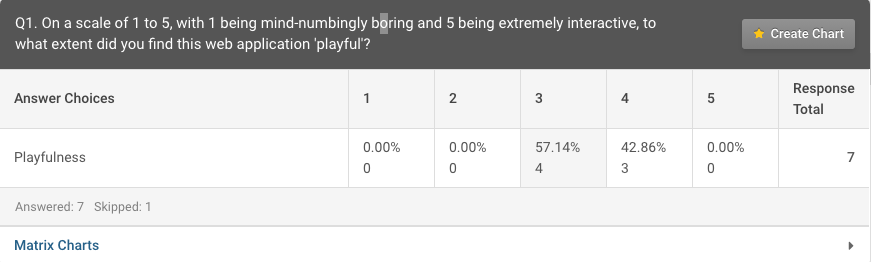 Q1. On a scale of 1 to 5, with 1 being mind-numbingly boring and 5 being extremely interactive, to
what extent did you find this web application 'playful'?
Create Chart
Answer Choices 1 2 3 4 5 Response Total
Playfulness 0.00% 0.00% 57.14% 42.86% 0.00% 7
0 0 4 3 0
Answered: 7 Skipped: 1
Matrix Charts